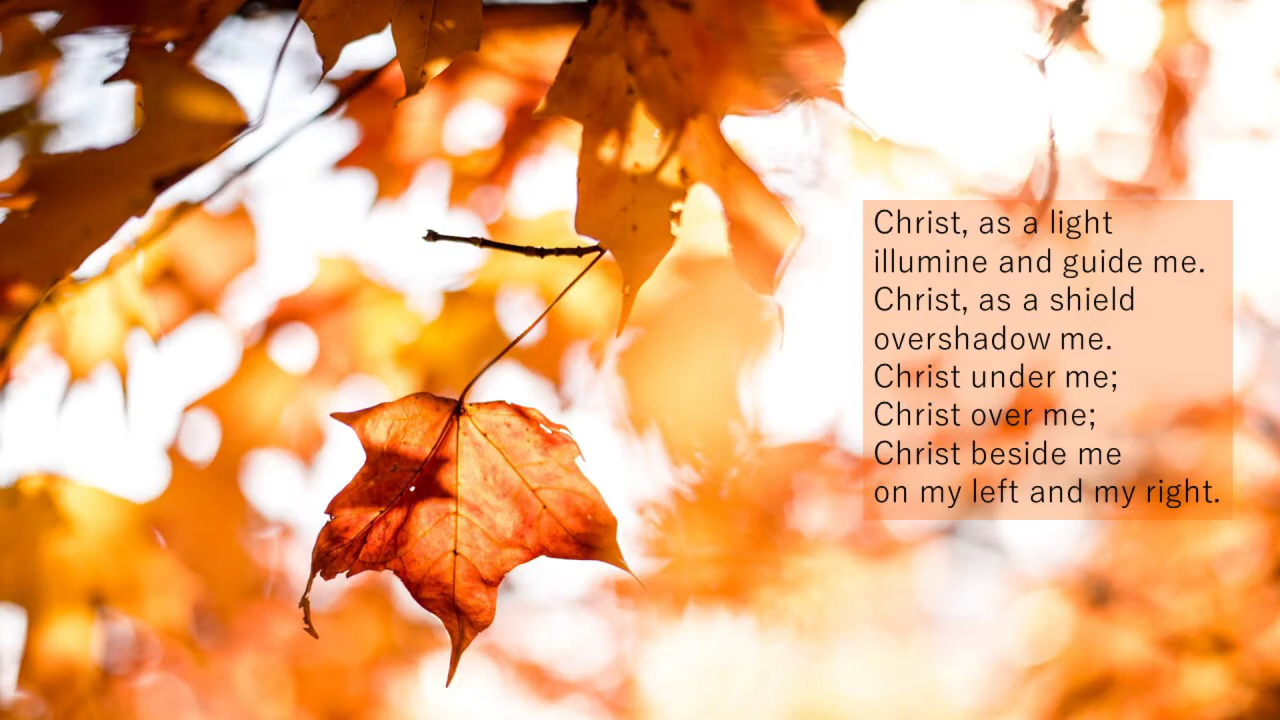 Christ, as a light
illumine and guide me.
Christ, as a shield
overshadow me.
Christ under me;
Christ over me;
Christ beside me
on my left and my right.